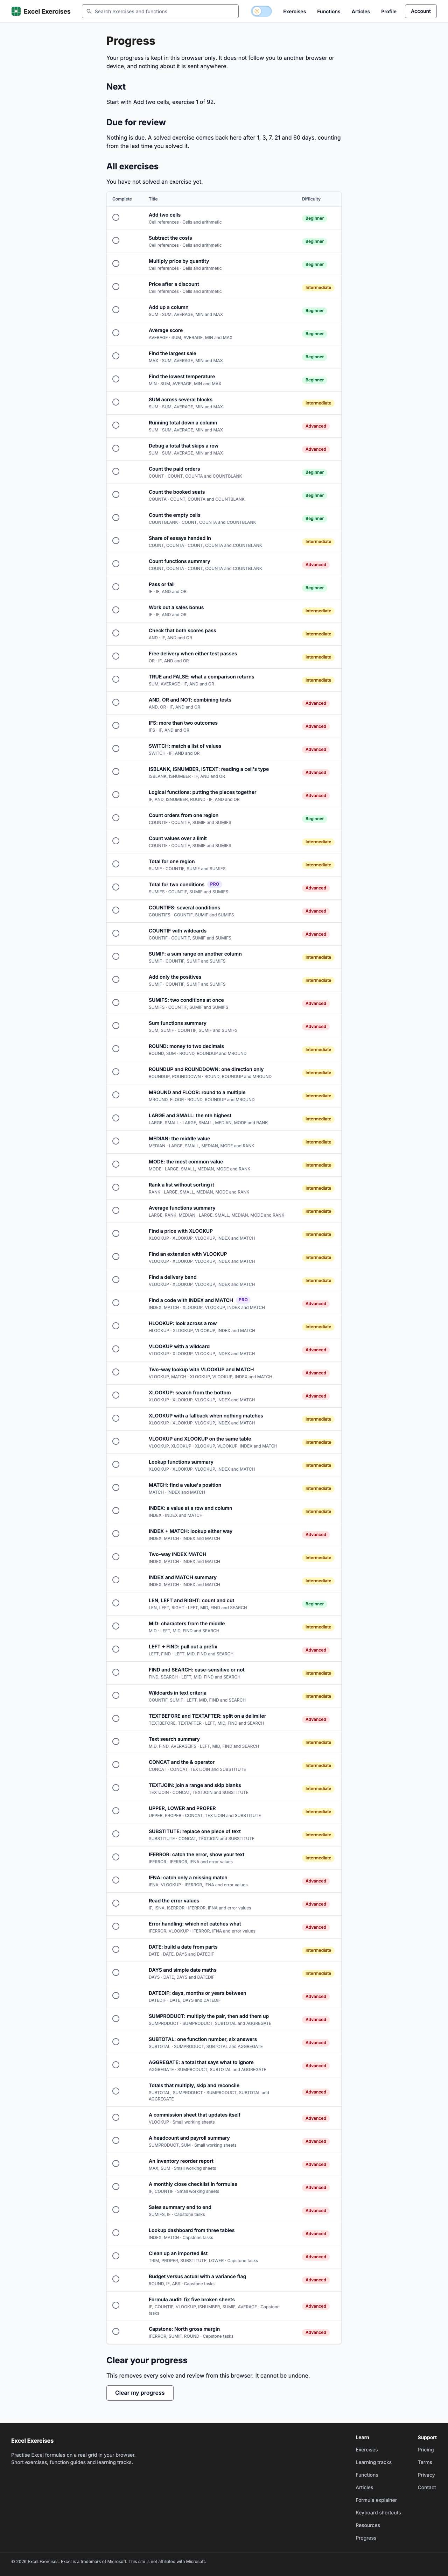 Excel Exercises
Search exercises and functions
Exercises
Functions
Articles
Profile
Account
Progress
Your progress is kept in this browser only. It does not follow you to another browser or
device, and nothing about it is sent anywhere.
Next
Start with Add two cells, exercise 1 of 92.
Due for review
Nothing is due. A solved exercise comes back here after 1, 3, 7, 21 and 60 days, counting
from the last time you solved it.
All exercises
You have not solved an exercise yet.
Complete Title Difficulty
Add two cells
Cell references · Cells and arithmetic
Beginner
Subtract the costs
Cell references · Cells and arithmetic
Beginner
Multiply price by quantity
Cell references · Cells and arithmetic
Beginner
Price after a discount
Cell references · Cells and arithmetic
Intermediate
Add up a column
SUM · SUM, AVERAGE, MIN and MAX
Beginner
Average score
AVERAGE · SUM, AVERAGE, MIN and MAX
Beginner
Find the largest sale
MAX · SUM, AVERAGE, MIN and MAX
Beginner
Find the lowest temperature
MIN · SUM, AVERAGE, MIN and MAX
Beginner
SUM across several blocks
SUM · SUM, AVERAGE, MIN and MAX
Intermediate
Running total down a column
SUM · SUM, AVERAGE, MIN and MAX
Advanced
Debug a total that skips a row
SUM · SUM, AVERAGE, MIN and MAX
Advanced
Count the paid orders
COUNT · COUNT, COUNTA and COUNTBLANK
Beginner
Count the booked seats
COUNTA · COUNT, COUNTA and COUNTBLANK
Beginner
Count the empty cells
COUNTBLANK · COUNT, COUNTA and COUNTBLANK
Beginner
Share of essays handed in
COUNT, COUNTA · COUNT, COUNTA and COUNTBLANK
Intermediate
Count functions summary
COUNT, COUNTA · COUNT, COUNTA and COUNTBLANK
Advanced
Pass or fail
IF · IF, AND and OR
Beginner
Work out a sales bonus
IF · IF, AND and OR
Intermediate
Check that both scores pass
AND · IF, AND and OR
Intermediate
Free delivery when either test passes
OR · IF, AND and OR
Intermediate
TRUE and FALSE: what a comparison returns
SUM, AVERAGE · IF, AND and OR
Intermediate
AND, OR and NOT: combining tests
AND, OR · IF, AND and OR
Advanced
IFS: more than two outcomes
IFS · IF, AND and OR
Advanced
SWITCH: match a list of values
SWITCH · IF, AND and OR
Advanced
ISBLANK, ISNUMBER, ISTEXT: reading a cell's type
ISBLANK, ISNUMBER · IF, AND and OR
Advanced
Logical functions: putting the pieces together
IF, AND, ISNUMBER, ROUND · IF, AND and OR
Advanced
Count orders from one region
COUNTIF · COUNTIF, SUMIF and SUMIFS
Beginner
Count values over a limit
COUNTIF · COUNTIF, SUMIF and SUMIFS
Intermediate
Total for one region
SUMIF · COUNTIF, SUMIF and SUMIFS
Intermediate
Total for two conditions PRO
SUMIFS · COUNTIF, SUMIF and SUMIFS
Advanced
COUNTIFS: several conditions
COUNTIFS · COUNTIF, SUMIF and SUMIFS
Advanced
COUNTIF with wildcards
COUNTIF · COUNTIF, SUMIF and SUMIFS
Advanced
SUMIF: a sum range on another column
SUMIF · COUNTIF, SUMIF and SUMIFS
Intermediate
Add only the positives
SUMIF · COUNTIF, SUMIF and SUMIFS
Intermediate
SUMIFS: two conditions at once
SUMIFS · COUNTIF, SUMIF and SUMIFS
Advanced
Sum functions summary
SUM, SUMIF · COUNTIF, SUMIF and SUMIFS
Advanced
ROUND: money to two decimals
ROUND, SUM · ROUND, ROUNDUP and MROUND
Intermediate
ROUNDUP and ROUNDDOWN: one direction only
ROUNDUP, ROUNDDOWN · ROUND, ROUNDUP and MROUND
Intermediate
MROUND and FLOOR: round to a multiple
MROUND, FLOOR · ROUND, ROUNDUP and MROUND
Intermediate
LARGE and SMALL: the nth highest
LARGE, SMALL · LARGE, SMALL, MEDIAN, MODE and RANK
Intermediate
MEDIAN: the middle value
MEDIAN · LARGE, SMALL, MEDIAN, MODE and RANK
Intermediate
MODE: the most common value
MODE · LARGE, SMALL, MEDIAN, MODE and RANK
Intermediate
Rank a list without sorting it
RANK · LARGE, SMALL, MEDIAN, MODE and RANK
Intermediate
Average functions summary
LARGE, RANK, MEDIAN · LARGE, SMALL, MEDIAN, MODE and RANK
Intermediate
Find a price with XLOOKUP
XLOOKUP · XLOOKUP, VLOOKUP, INDEX and MATCH
Intermediate
Find an extension with VLOOKUP
VLOOKUP · XLOOKUP, VLOOKUP, INDEX and MATCH
Intermediate
Find a delivery band
VLOOKUP · XLOOKUP, VLOOKUP, INDEX and MATCH
Intermediate
Find a code with INDEX and MATCH PRO
INDEX, MATCH · XLOOKUP, VLOOKUP, INDEX and MATCH
Advanced
HLOOKUP: look across a row
HLOOKUP · XLOOKUP, VLOOKUP, INDEX and MATCH
Intermediate
VLOOKUP with a wildcard
VLOOKUP · XLOOKUP, VLOOKUP, INDEX and MATCH
Advanced
Two-way lookup with VLOOKUP and MATCH
VLOOKUP, MATCH · XLOOKUP, VLOOKUP, INDEX and MATCH
Advanced
XLOOKUP: search from the bottom
XLOOKUP · XLOOKUP, VLOOKUP, INDEX and MATCH
Advanced
XLOOKUP with a fallback when nothing matches
XLOOKUP · XLOOKUP, VLOOKUP, INDEX and MATCH
Intermediate
VLOOKUP and XLOOKUP on the same table
VLOOKUP, XLOOKUP · XLOOKUP, VLOOKUP, INDEX and MATCH
Intermediate
Lookup functions summary
XLOOKUP · XLOOKUP, VLOOKUP, INDEX and MATCH
Intermediate
MATCH: find a value's position
MATCH · INDEX and MATCH
Intermediate
INDEX: a value at a row and column
INDEX · INDEX and MATCH
Intermediate
INDEX + MATCH: lookup either way
INDEX, MATCH · INDEX and MATCH
Advanced
Two-way INDEX MATCH
INDEX, MATCH · INDEX and MATCH
Intermediate
INDEX and MATCH summary
INDEX, MATCH · INDEX and MATCH
Intermediate
LEN, LEFT and RIGHT: count and cut
LEN, LEFT, RIGHT · LEFT, MID, FIND and SEARCH
Beginner
MID: characters from the middle
MID · LEFT, MID, FIND and SEARCH
Intermediate
LEFT + FIND: pull out a prefix
LEFT, FIND · LEFT, MID, FIND and SEARCH
Advanced
FIND and SEARCH: case-sensitive or not
FIND, SEARCH · LEFT, MID, FIND and SEARCH
Intermediate
Wildcards in text criteria
COUNTIF, SUMIF · LEFT, MID, FIND and SEARCH
Intermediate
TEXTBEFORE and TEXTAFTER: split on a delimiter
TEXTBEFORE, TEXTAFTER · LEFT, MID, FIND and SEARCH
Advanced
Text search summary
MID, FIND, AVERAGEIFS · LEFT, MID, FIND and SEARCH
Intermediate
CONCAT and the & operator
CONCAT · CONCAT, TEXTJOIN and SUBSTITUTE
Intermediate
TEXTJOIN: join a range and skip blanks
TEXTJOIN · CONCAT, TEXTJOIN and SUBSTITUTE
Intermediate
UPPER, LOWER and PROPER
UPPER, PROPER · CONCAT, TEXTJOIN and SUBSTITUTE
Intermediate
SUBSTITUTE: replace one piece of text
SUBSTITUTE · CONCAT, TEXTJOIN and SUBSTITUTE
Intermediate
IFERROR: catch the error, show your text
IFERROR · IFERROR, IFNA and error values
Intermediate
IFNA: catch only a missing match
IFNA, VLOOKUP · IFERROR, IFNA and error values
Advanced
Read the error values
IF, ISNA, ISERROR · IFERROR, IFNA and error values
Advanced
Error handling: which net catches what
IFERROR, VLOOKUP · IFERROR, IFNA and error values
Advanced
DATE: build a date from parts
DATE · DATE, DAYS and DATEDIF
Intermediate
DAYS and simple date maths
DAYS · DATE, DAYS and DATEDIF
Intermediate
DATEDIF: days, months or years between
DATEDIF · DATE, DAYS and DATEDIF
Advanced
SUMPRODUCT: multiply the pair, then add them up
SUMPRODUCT · SUMPRODUCT, SUBTOTAL and AGGREGATE
Advanced
SUBTOTAL: one function number, six answers
SUBTOTAL · SUMPRODUCT, SUBTOTAL and AGGREGATE
Advanced
AGGREGATE: a total that says what to ignore
AGGREGATE · SUMPRODUCT, SUBTOTAL and AGGREGATE
Advanced
Totals that multiply, skip and reconcile
SUBTOTAL, SUMPRODUCT · SUMPRODUCT, SUBTOTAL and
AGGREGATE
Advanced
A commission sheet that updates itself
VLOOKUP · Small working sheets
Advanced
A headcount and payroll summary
SUMPRODUCT, SUM · Small working sheets
Advanced
An inventory reorder report
MAX, SUM · Small working sheets
Advanced
A monthly close checklist in formulas
IF, COUNTIF · Small working sheets
Advanced
Sales summary end to end
SUMIFS, IF · Capstone tasks
Advanced
Lookup dashboard from three tables
INDEX, MATCH · Capstone tasks
Advanced
Clean up an imported list
TRIM, PROPER, SUBSTITUTE, LOWER · Capstone tasks
Advanced
Budget versus actual with a variance flag
ROUND, IF, ABS · Capstone tasks
Advanced
Formula audit: fix five broken sheets
IF, COUNTIF, VLOOKUP, ISNUMBER, SUMIF, AVERAGE · Capstone
tasks
Advanced
Capstone: North gross margin
IFERROR, SUMIF, ROUND · Capstone tasks
Advanced
Clear your progress
This removes every solve and review from this browser. It cannot be undone.
Clear my progress
Excel Exercises
Practise Excel formulas on a real grid in your browser.
Short exercises, function guides and learning tracks.
Learn
Exercises
Learning tracks
Functions
Articles
Formula explainer
Keyboard shortcuts
Resources
Progress
Support
Pricing
Terms
Privacy
Contact
© 2026 Excel Exercises. Excel is a trademark of Microsoft. This site is not affiliated with Microsoft.